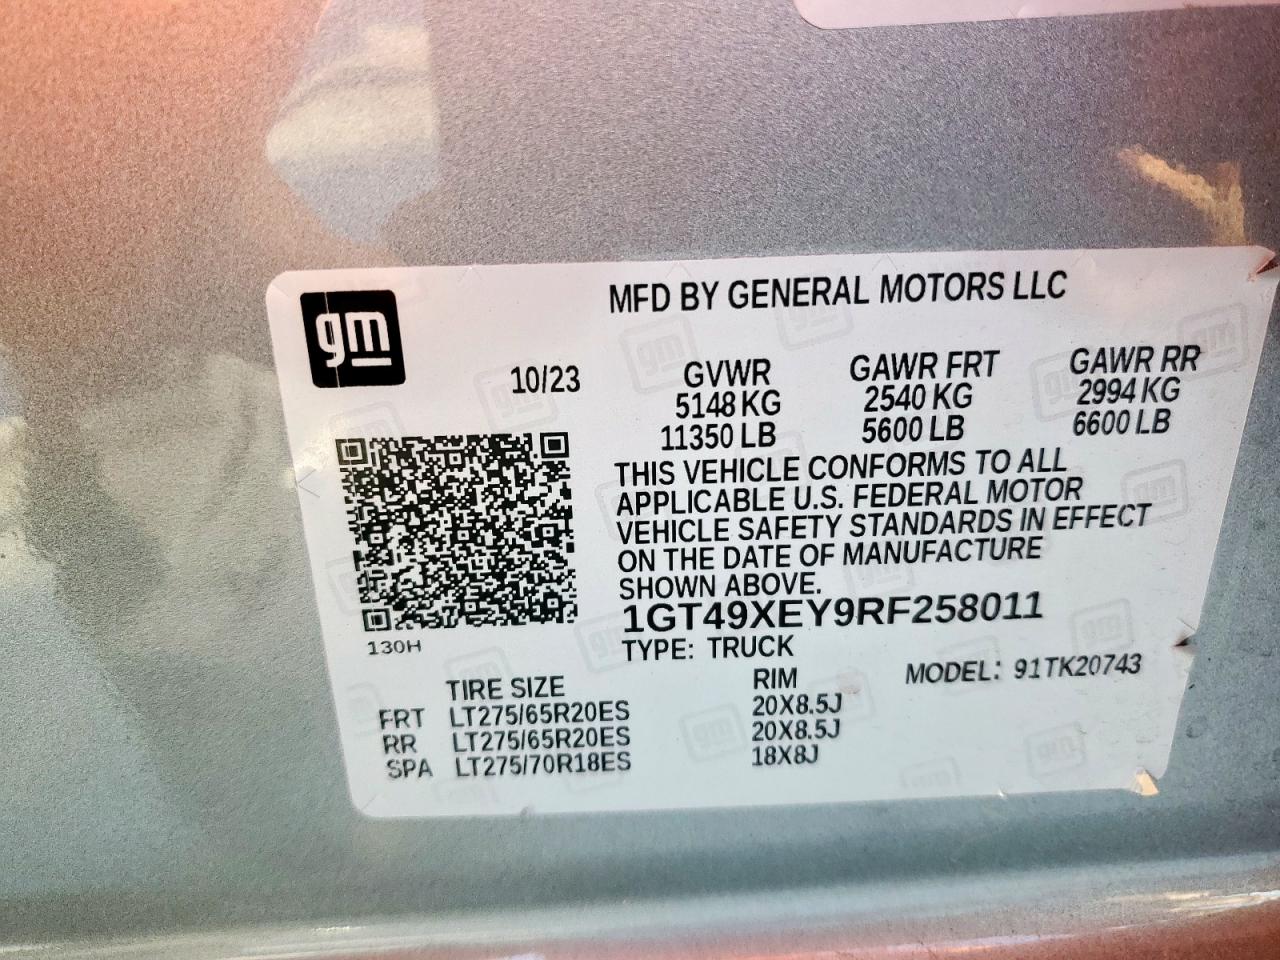 gm
MFD BY GENERAL MOTORS LLC
10/23
GVWR GAWR FRT GAWR RR
5148 KG 2540 KG 2994 KG
11350 LB 5600 LB 6600 LB
THIS VEHICLE CONFORMS TO ALL
APPLICABLE U.S. FEDERAL MOTOR
VEHICLE SAFETY STANDARDS IN EFFECT
ON THE DATE OF MANUFACTURE
SHOWN ABOVE.
1GT49XEY9RF258011
130H
TYPE: TRUCK
MODEL: 91TK20743
TIRE SIZE RIM
FRT LT275/65R20ES 20X8.5J
RR LT275/65R20ES 20X8.5J
SPA LT275/70R18ES 18X8J